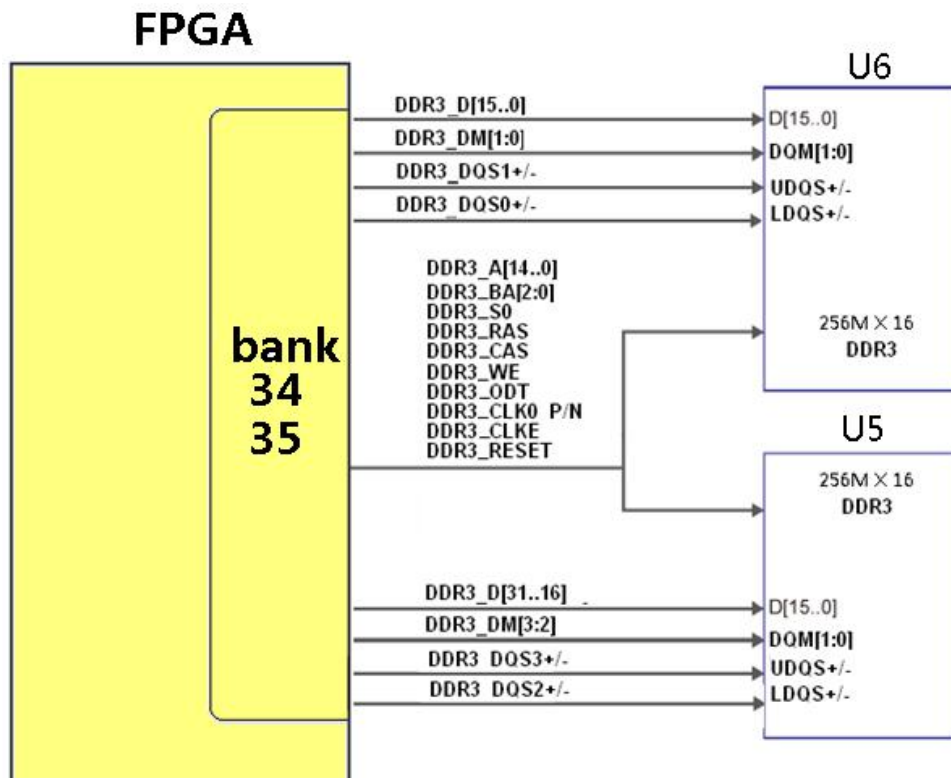 FPGA
U6
DDR3_D[15..0]
D[15..0]
DDR3_DM[1:0]
DQM[1:0]
DDR3_DQS1+/-
UDQS+/-
DDR3_DQS0+/-
LDQS+/-
DDR3_A[14..0]
DDR3_BA[2:0]
DDR3_S0
DDR3_RAS
DDR3_CAS
DDR3_WE
DDR3_ODT
DDR3_CLK0 P/N
DDR3_CLKE
DDR3_RESET
256M X 16
DDR3
bank
34
35
U5
256M X 16
DDR3
DDR3_D[31..16]
D[15..0]
DDR3_DM[3:2]
DQM[1:0]
DDR3 DQS3+/-
UDQS+/-
DDR3 DQS2+/-
LDQS+/-